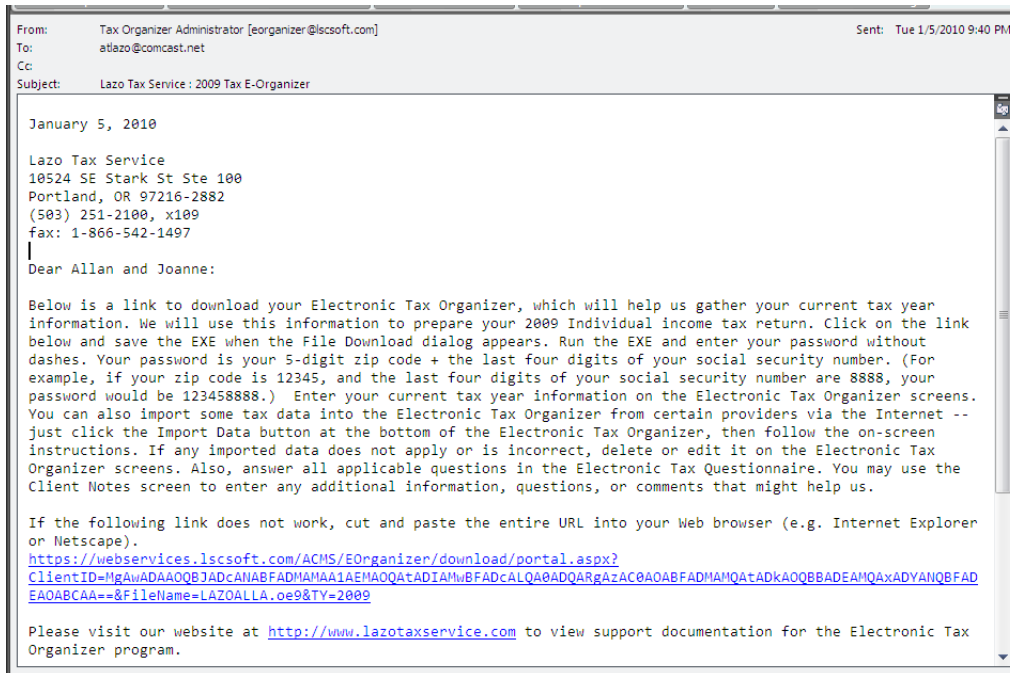 From: Tax Organizer Administrator [eorganizer@lscsoft.com] Sent: Tue 1/5/2010 9:40 PM
To: atlazo@comcast.net
Cc:
Subject: Lazo Tax Service : 2009 Tax E-Organizer
January 5, 2010
Lazo Tax Service
10524 SE Stark St Ste 100
Portland, OR 97216-2882
(503) 251-2100, x109
fax: 1-866-542-1497
Dear Allan and Joanne:
Below is a link to download your Electronic Tax Organizer, which will help us gather your current tax year
information. We will use this information to prepare your 2009 Individual income tax return. Click on the link
below and save the EXE when the File Download dialog appears. Run the EXE and enter your password without
dashes. Your password is your 5-digit zip code + the last four digits of your social security number. (For
example, if your zip code is 12345, and the last four digits of your social security number are 8888, your
password would be 123458888.)  Enter your current tax year information on the Electronic Tax Organizer screens.
You can also import some tax data into the Electronic Tax Organizer from certain providers via the Internet --
just click the Import Data button at the bottom of the Electronic Tax Organizer, then follow the on-screen
instructions. If any imported data does not apply or is incorrect, delete or edit it on the Electronic Tax
Organizer screens. Also, answer all applicable questions in the Electronic Tax Questionnaire. You may use the
Client Notes screen to enter any additional information, questions, or comments that might help us.
If the following link does not work, cut and paste the entire URL into your Web browser (e.g. Internet Explorer
or Netscape).
https://webservices.lscsoft.com/ACMS/EOrganizer/download/portal.aspx?
ClientID=MgAwADAAOQBJADcANABFADMAMAA1AEMAOQAtADIAMwBFADcALQA0ADQARgAzAC0AOABFADMAMQAtADkAOQBBADEAMQAxADYANQBFAD
EAOABCAA==&FileName=LAZOALLA.oe9&TY=2009
Please visit our website at http://www.lazotaxservice.com to view support documentation for the Electronic Tax
Organizer program.